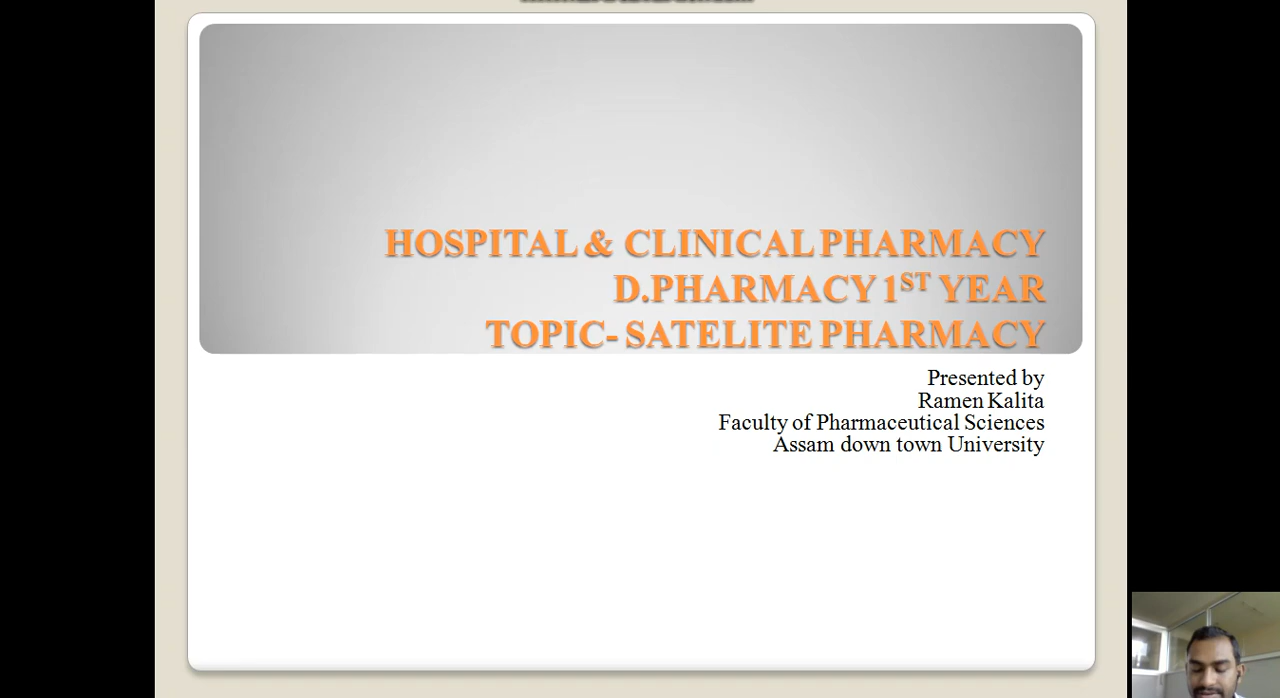 HOSPITAL & CLINICAL PHARMACY
D.PHARMACY 1ST YEAR
TOPIC- SATELITE PHARMACY
Presented by
Ramen Kalita
Faculty of Pharmaceutical Sciences
Assam down town University